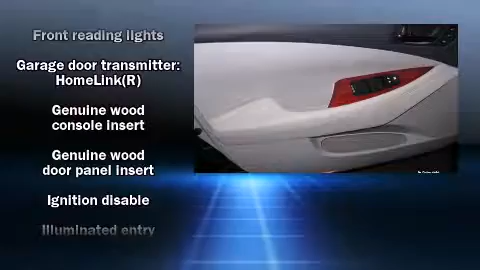 Front reading lights
Garage door transmitter:
HomeLink(R)
Genuine wood
console insert
Genuine wood
door panel insert
Ignition disable
Illuminated entry